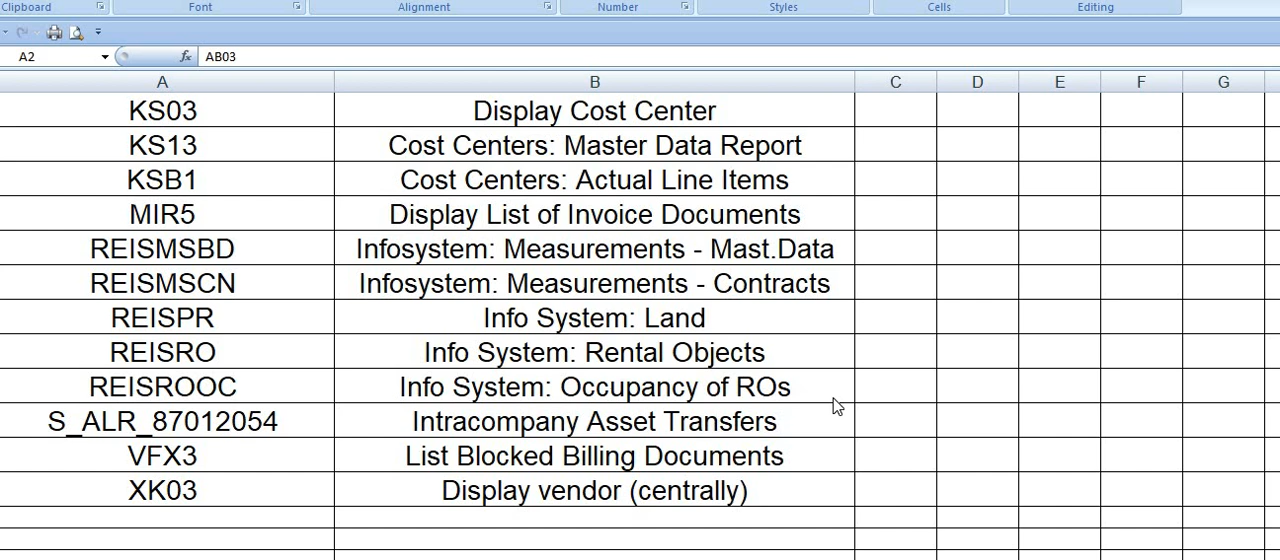 Clipboard Font Alignment Number Styles Cells Editing
A2 fx AB03
A B C D E F G
KS03 Display Cost Center
KS13 Cost Centers: Master Data Report
KSB1 Cost Centers: Actual Line Items
MIR5 Display List of Invoice Documents
REISMSBD Infosystem: Measurements - Mast.Data
REISMSCN Infosystem: Measurements - Contracts
REISPR Info System: Land
REISRO Info System: Rental Objects
REISROOC Info System: Occupancy of ROs
S_ALR_87012054 Intracompany Asset Transfers
VFX3 List Blocked Billing Documents
XK03 Display vendor (centrally)